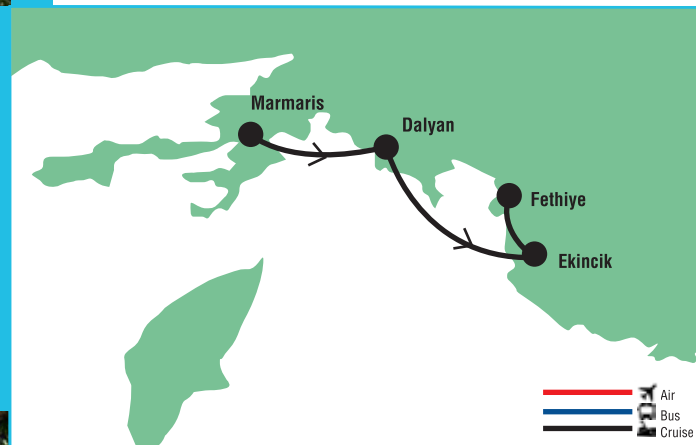 Marmaris
Dalyan
Fethiye
Ekincik
Air
Bus
Cruise